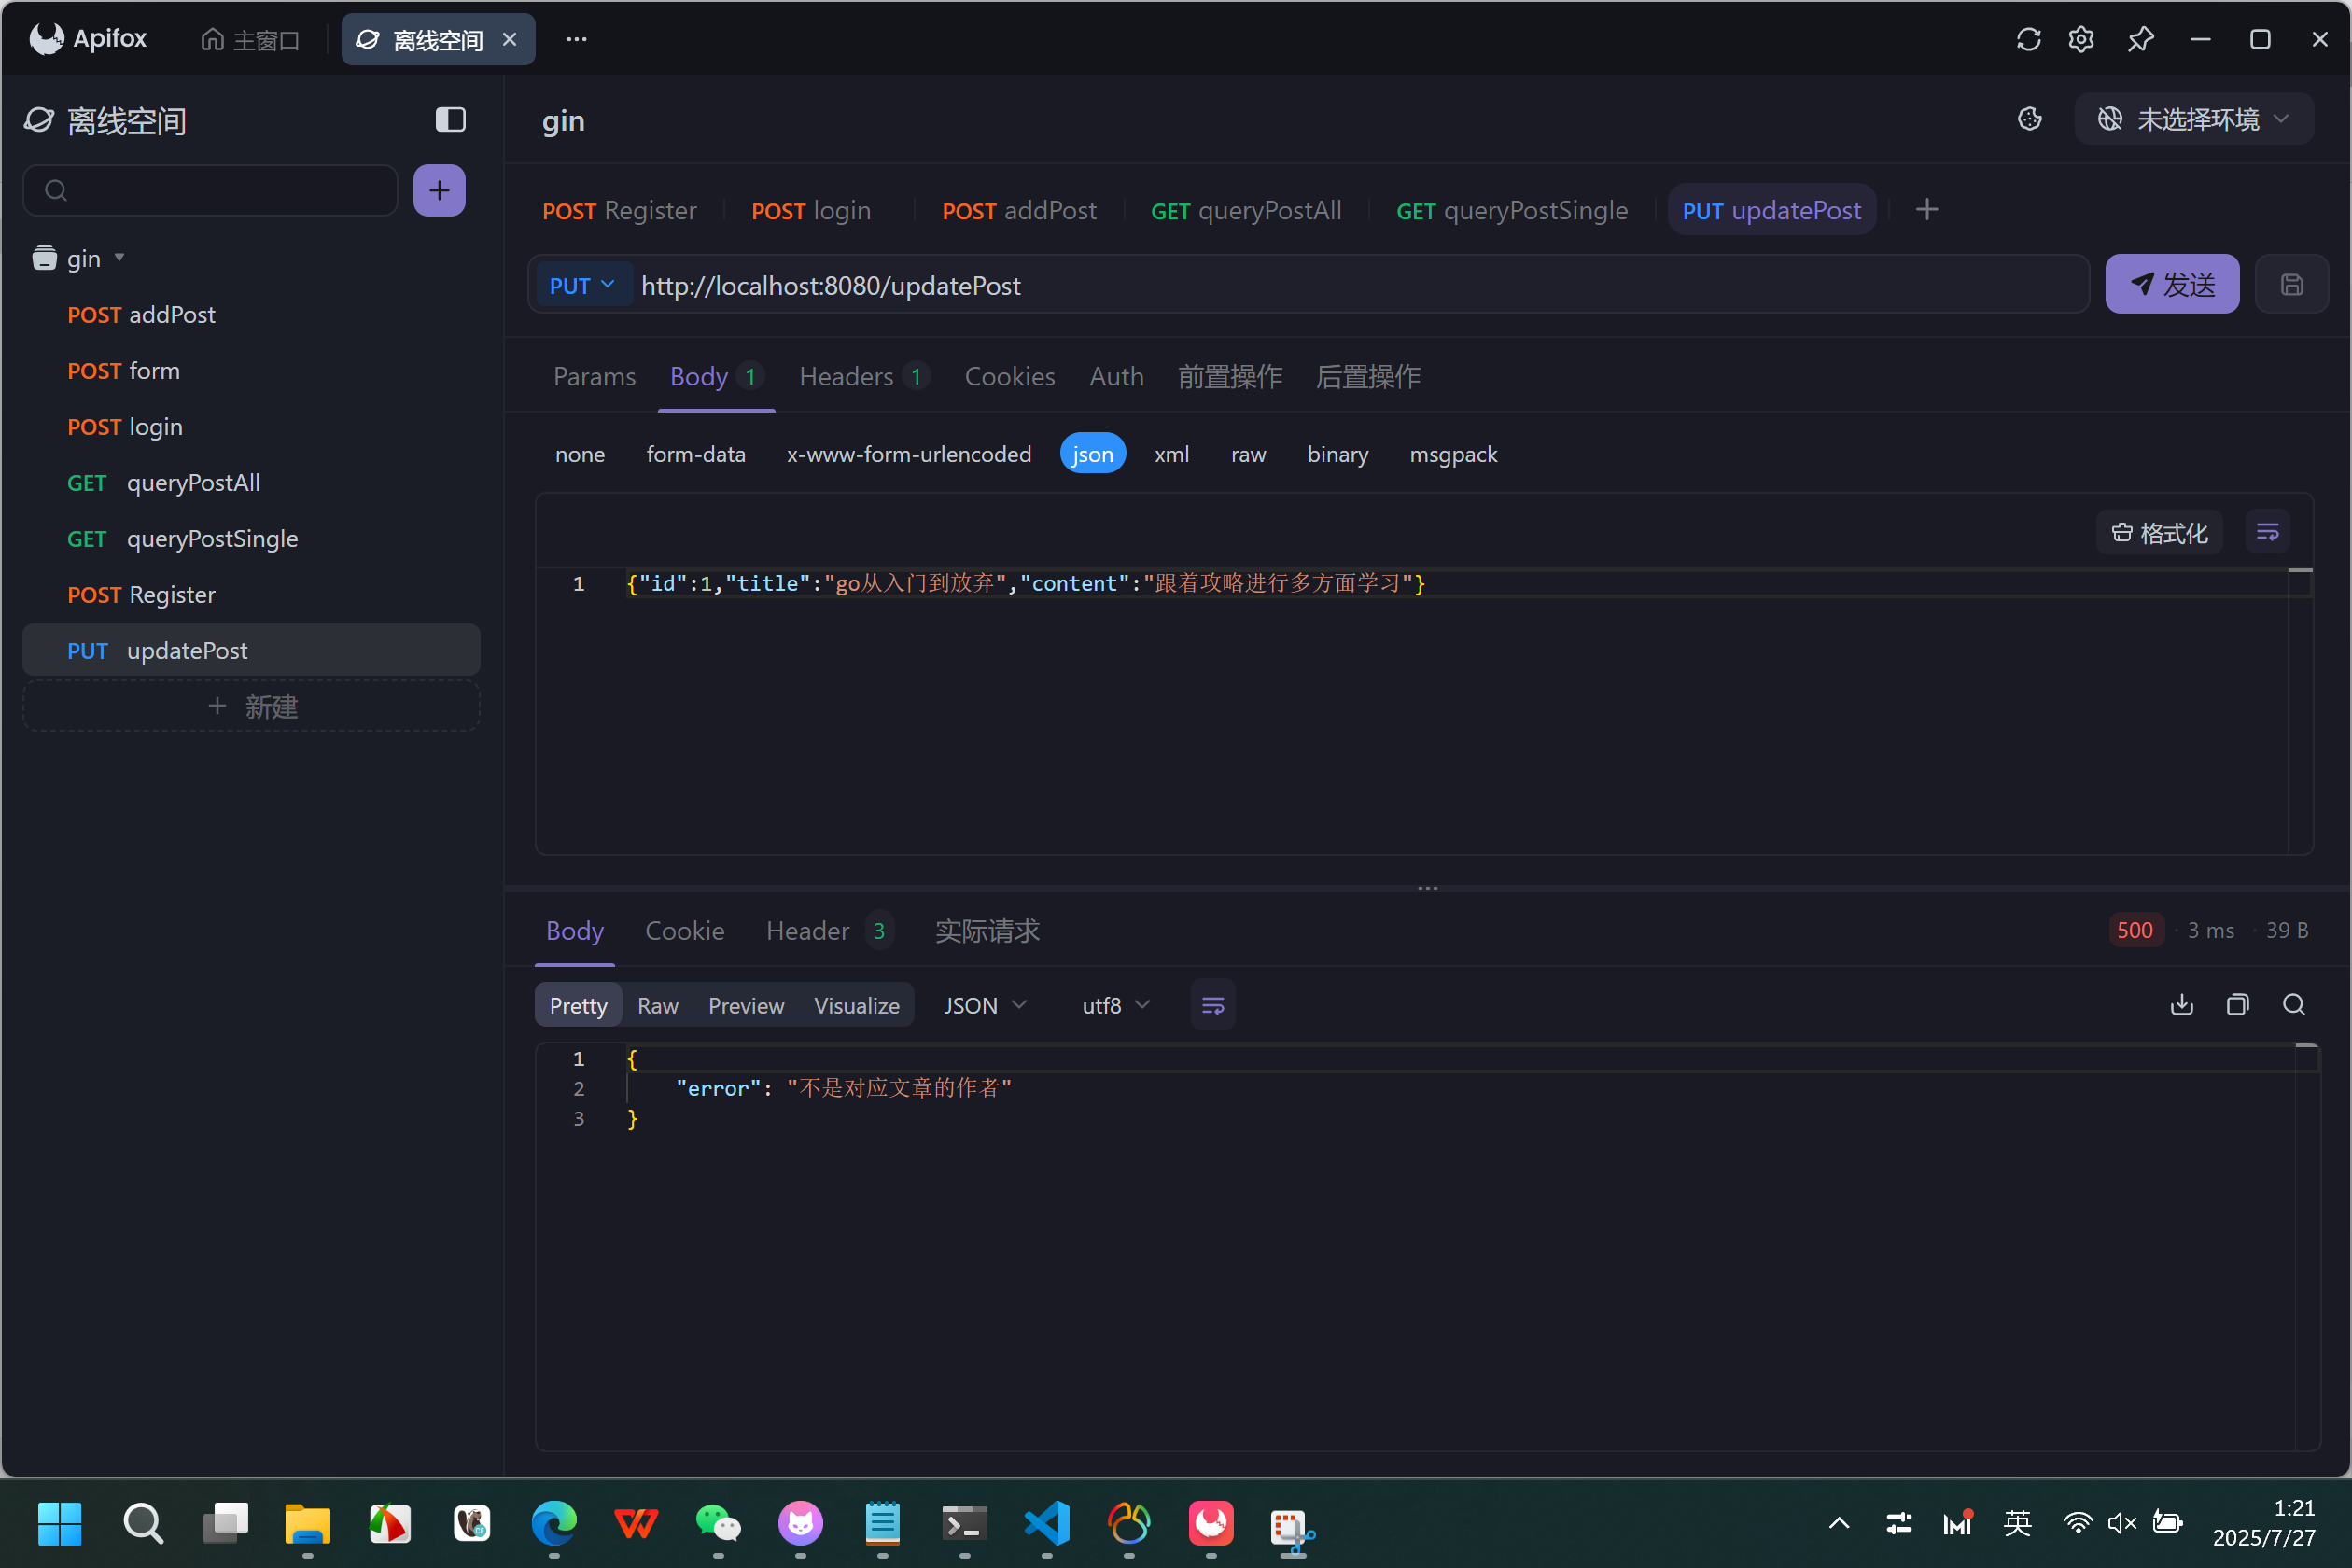 Apifox 主窗口 离线空间
离线空间
gin
POST addPost
POST form
POST login
GET queryPostAll
GET queryPostSingle
POST Register
PUT updatePost
新建
gin
未选择环境
POST Register POST login POST addPost GET queryPostAll GET queryPostSingle PUT updatePost
PUT http://localhost:8080/updatePost
发送
Params Body 1 Headers 1 Cookies Auth 前置操作 后置操作
none form-data x-www-form-urlencoded json xml raw binary msgpack
格式化
1 {"id":1,"title":"go从入门到放弃","content":"跟着攻略进行多方面学习"}
Body Cookie Header 3 实际请求
500 · 3 ms · 39 B
Pretty Raw Preview Visualize JSON utf8
1 {
2 "error": "不是对应文章的作者"
3 }
CE
英
1:21
2025/7/27